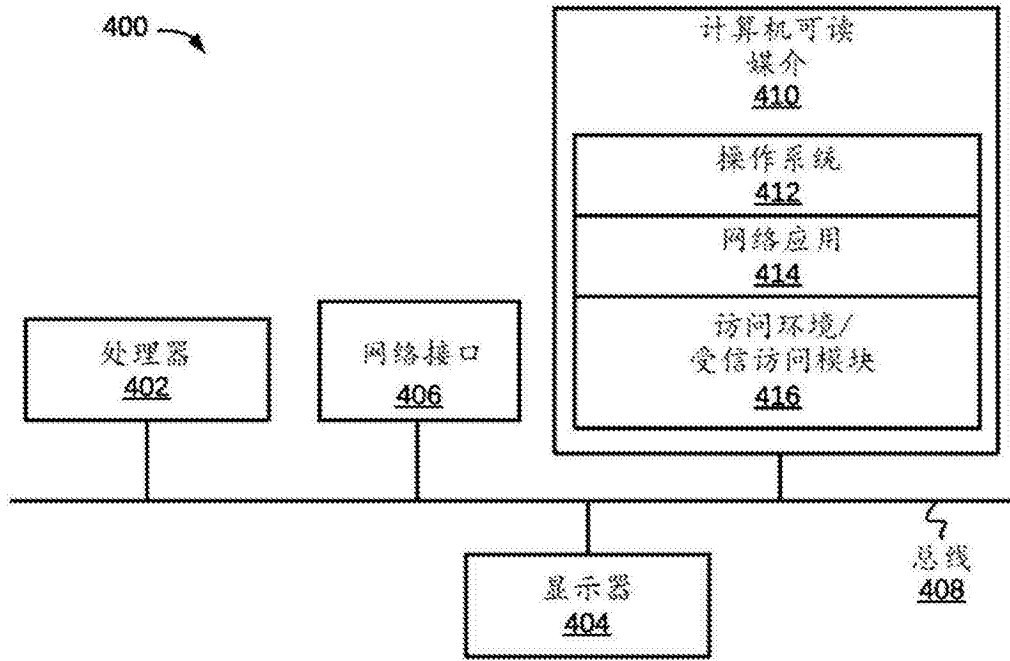 400
计算机可读
媒介
410
操作系统
412
网络应用
414
访问环境/
受信访问模块
416
处理器
402
网络接口
406
显示器
404
总线
408